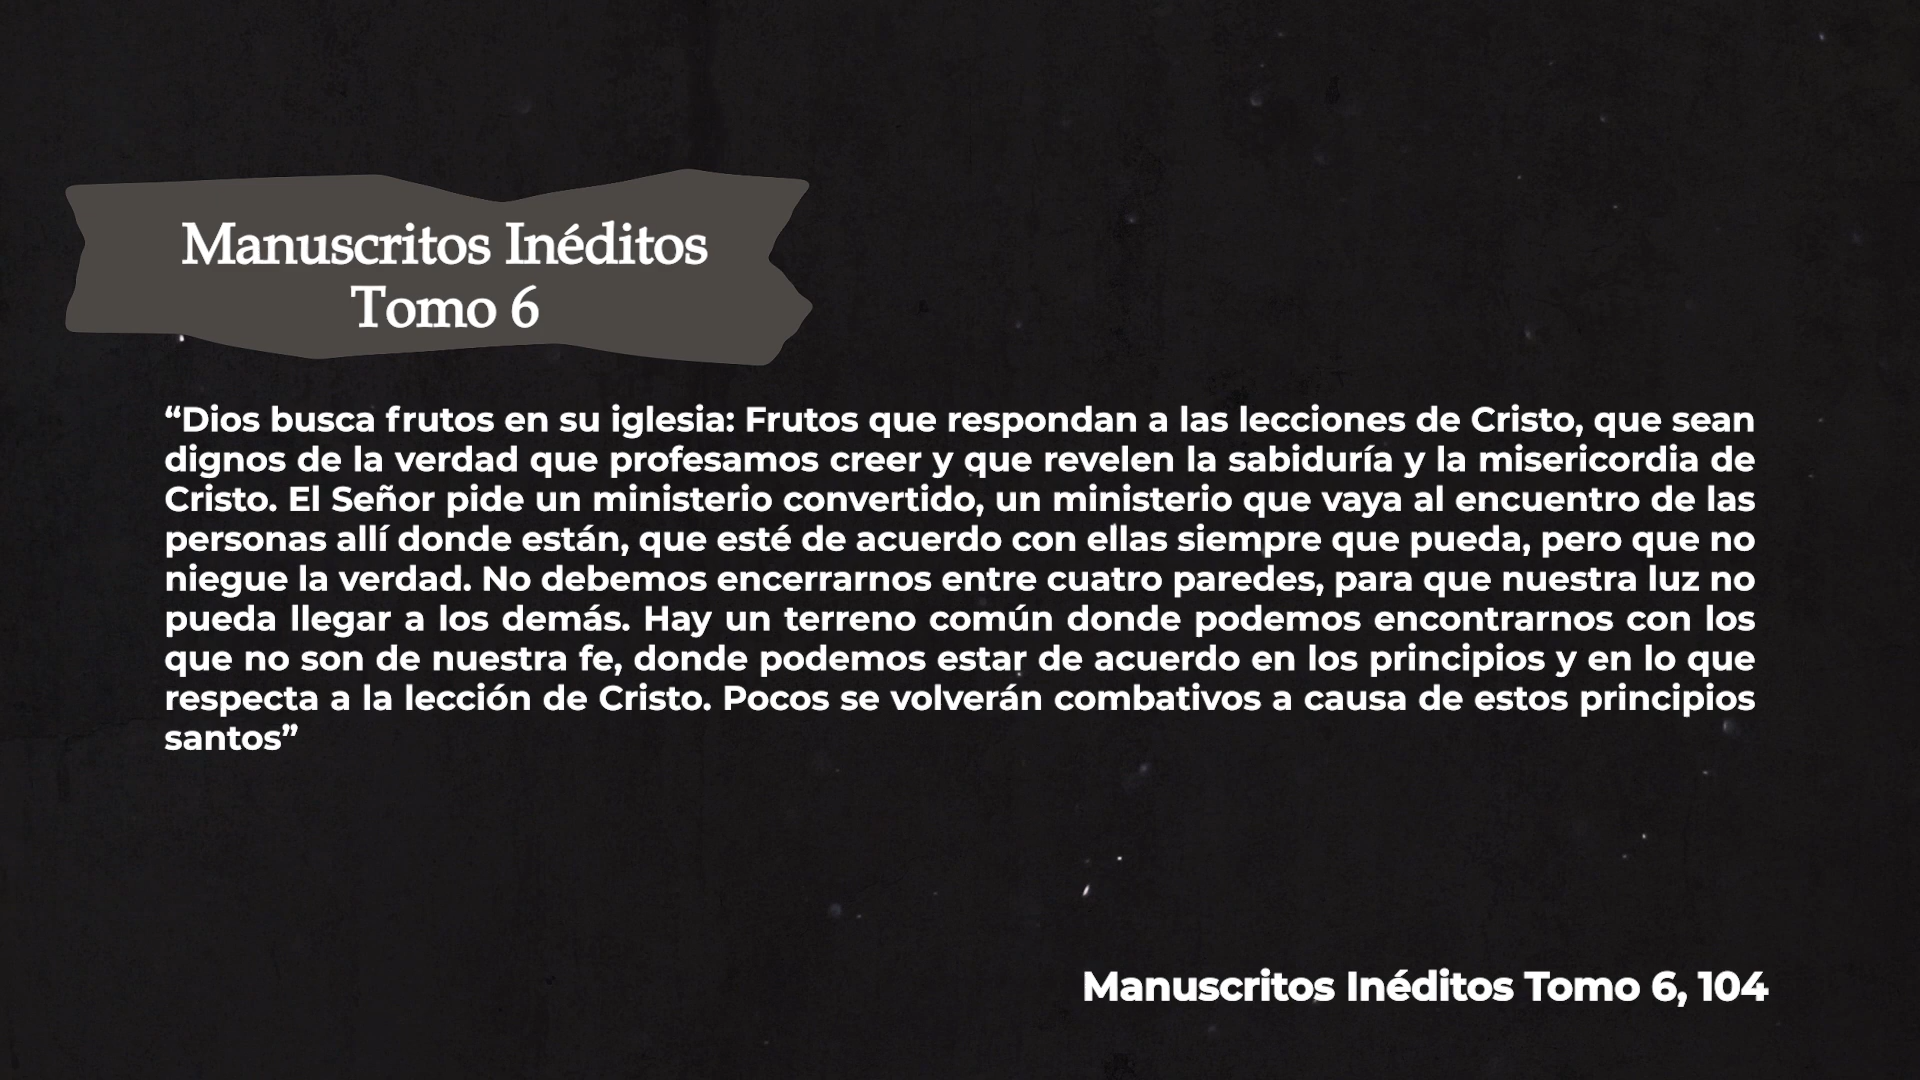 Manuscritos Inéditos
Tomo 6
“Dios busca frutos en su iglesia: Frutos que respondan a las lecciones de Cristo, que sean
dignos de la verdad que profesamos creer y que revelen la sabiduría y la misericordia de
Cristo. El Señor pide un ministerio convertido, un ministerio que vaya al encuentro de las
personas allí donde están, que esté de acuerdo con ellas siempre que pueda, pero que no
niegue la verdad. No debemos encerrarnos entre cuatro paredes, para que nuestra luz no
pueda llegar a los demás. Hay un terreno común donde podemos encontrarnos con los
que no son de nuestra fe, donde podemos estar de acuerdo en los principios y en lo que
respecta a la lección de Cristo. Pocos se volverán combativos a causa de estos principios
santos”
Manuscritos Inéditos Tomo 6, 104